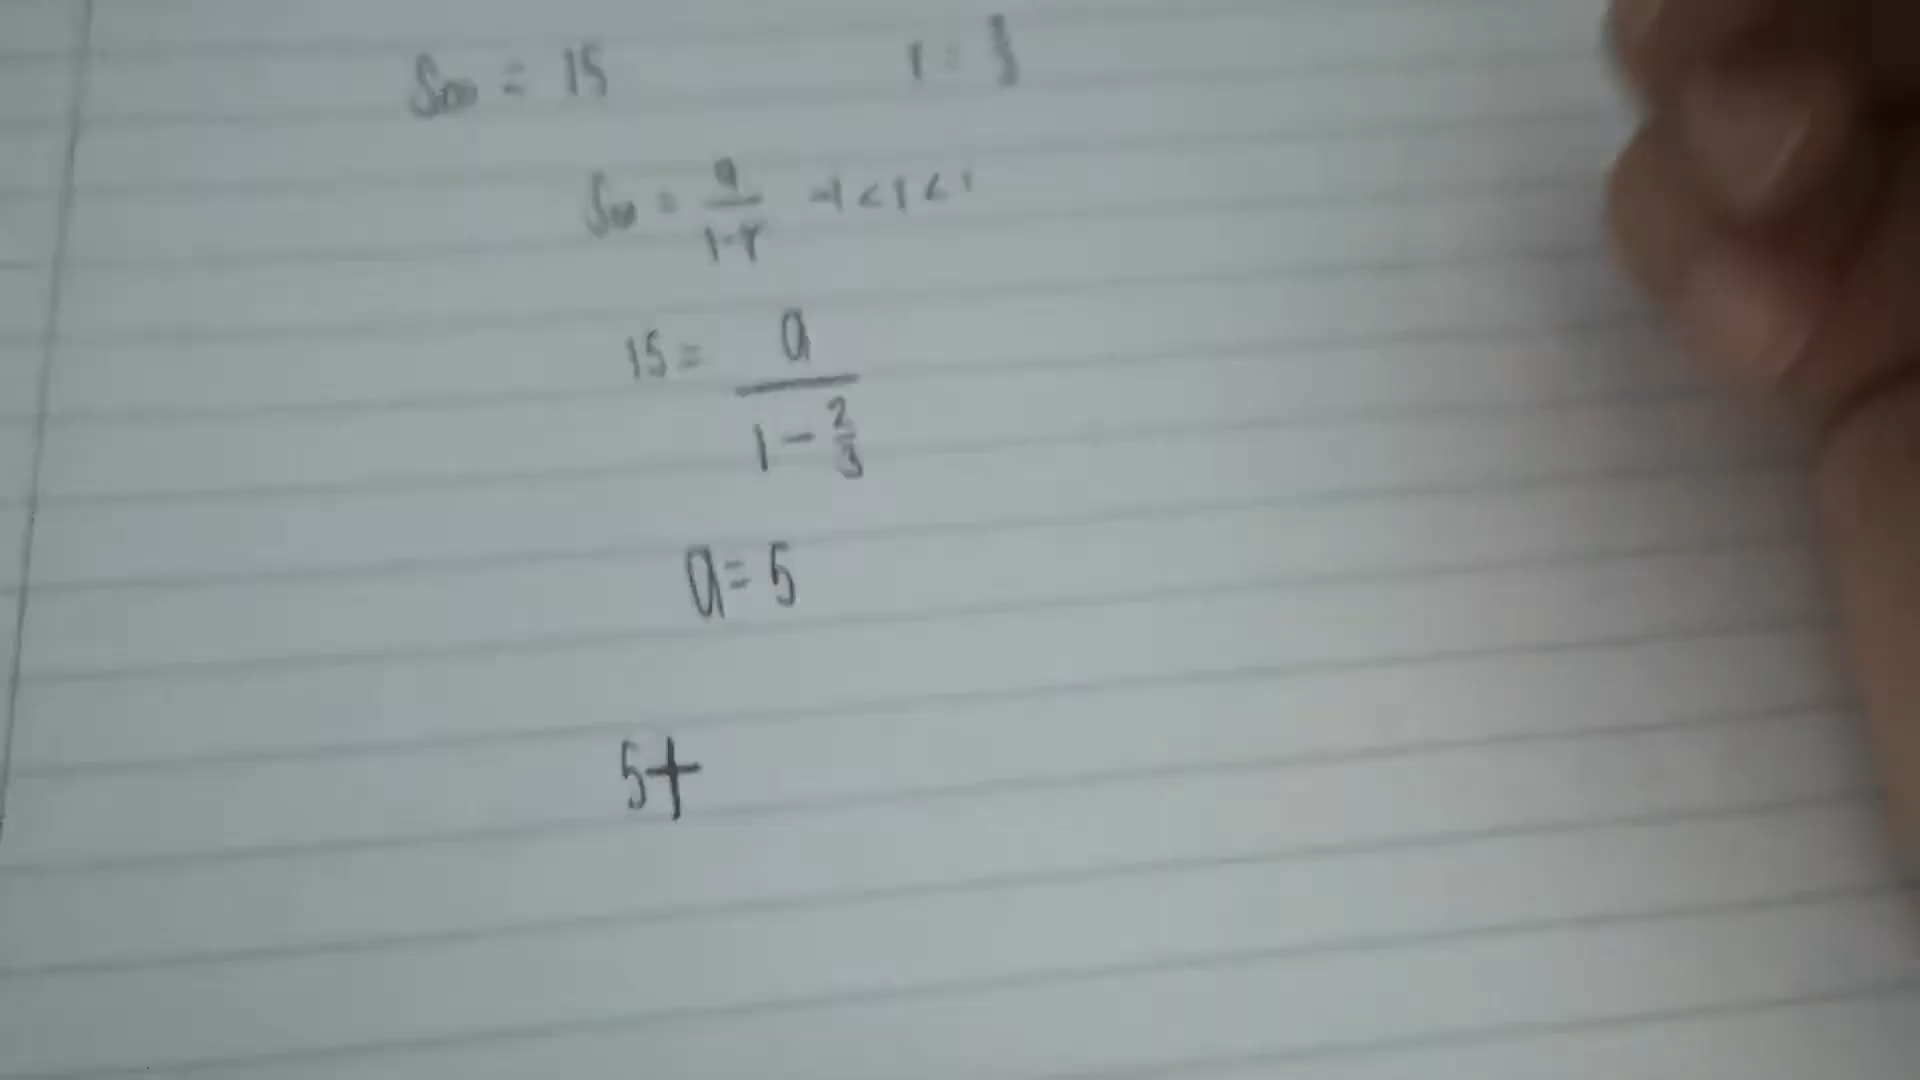 S∞ = 15
S∞ = a/(1-r) -1<r<1
15 = a/(1 - 2/3)
a = 5
5+